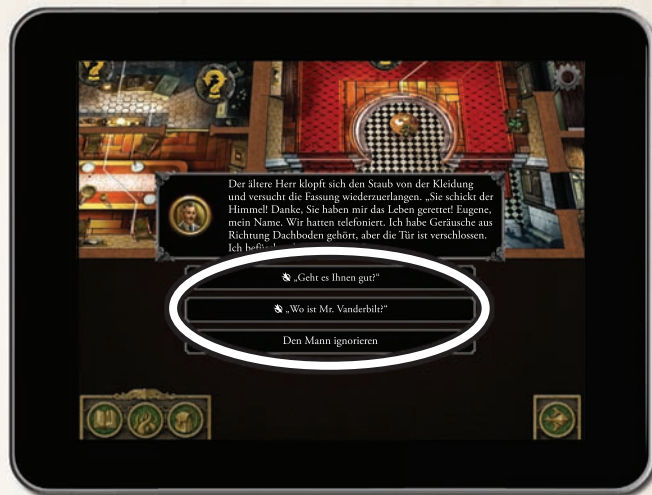 Der ältere Herr klopft sich den Staub von der Kleidung
und versucht die Fassung wiederzuerlangen. „Sie schickt der
Himmel! Danke, Sie haben mir das Leben gerettet! Eugene,
mein Name. Wir hatten telefoniert. Ich habe Geräusche aus
Richtung Dachboden gehört, aber die Tür ist verschlossen.
Ich
„Geht es Ihnen gut?“
„Wo ist Mr. Vanderbilt?“
Den Mann ignorieren